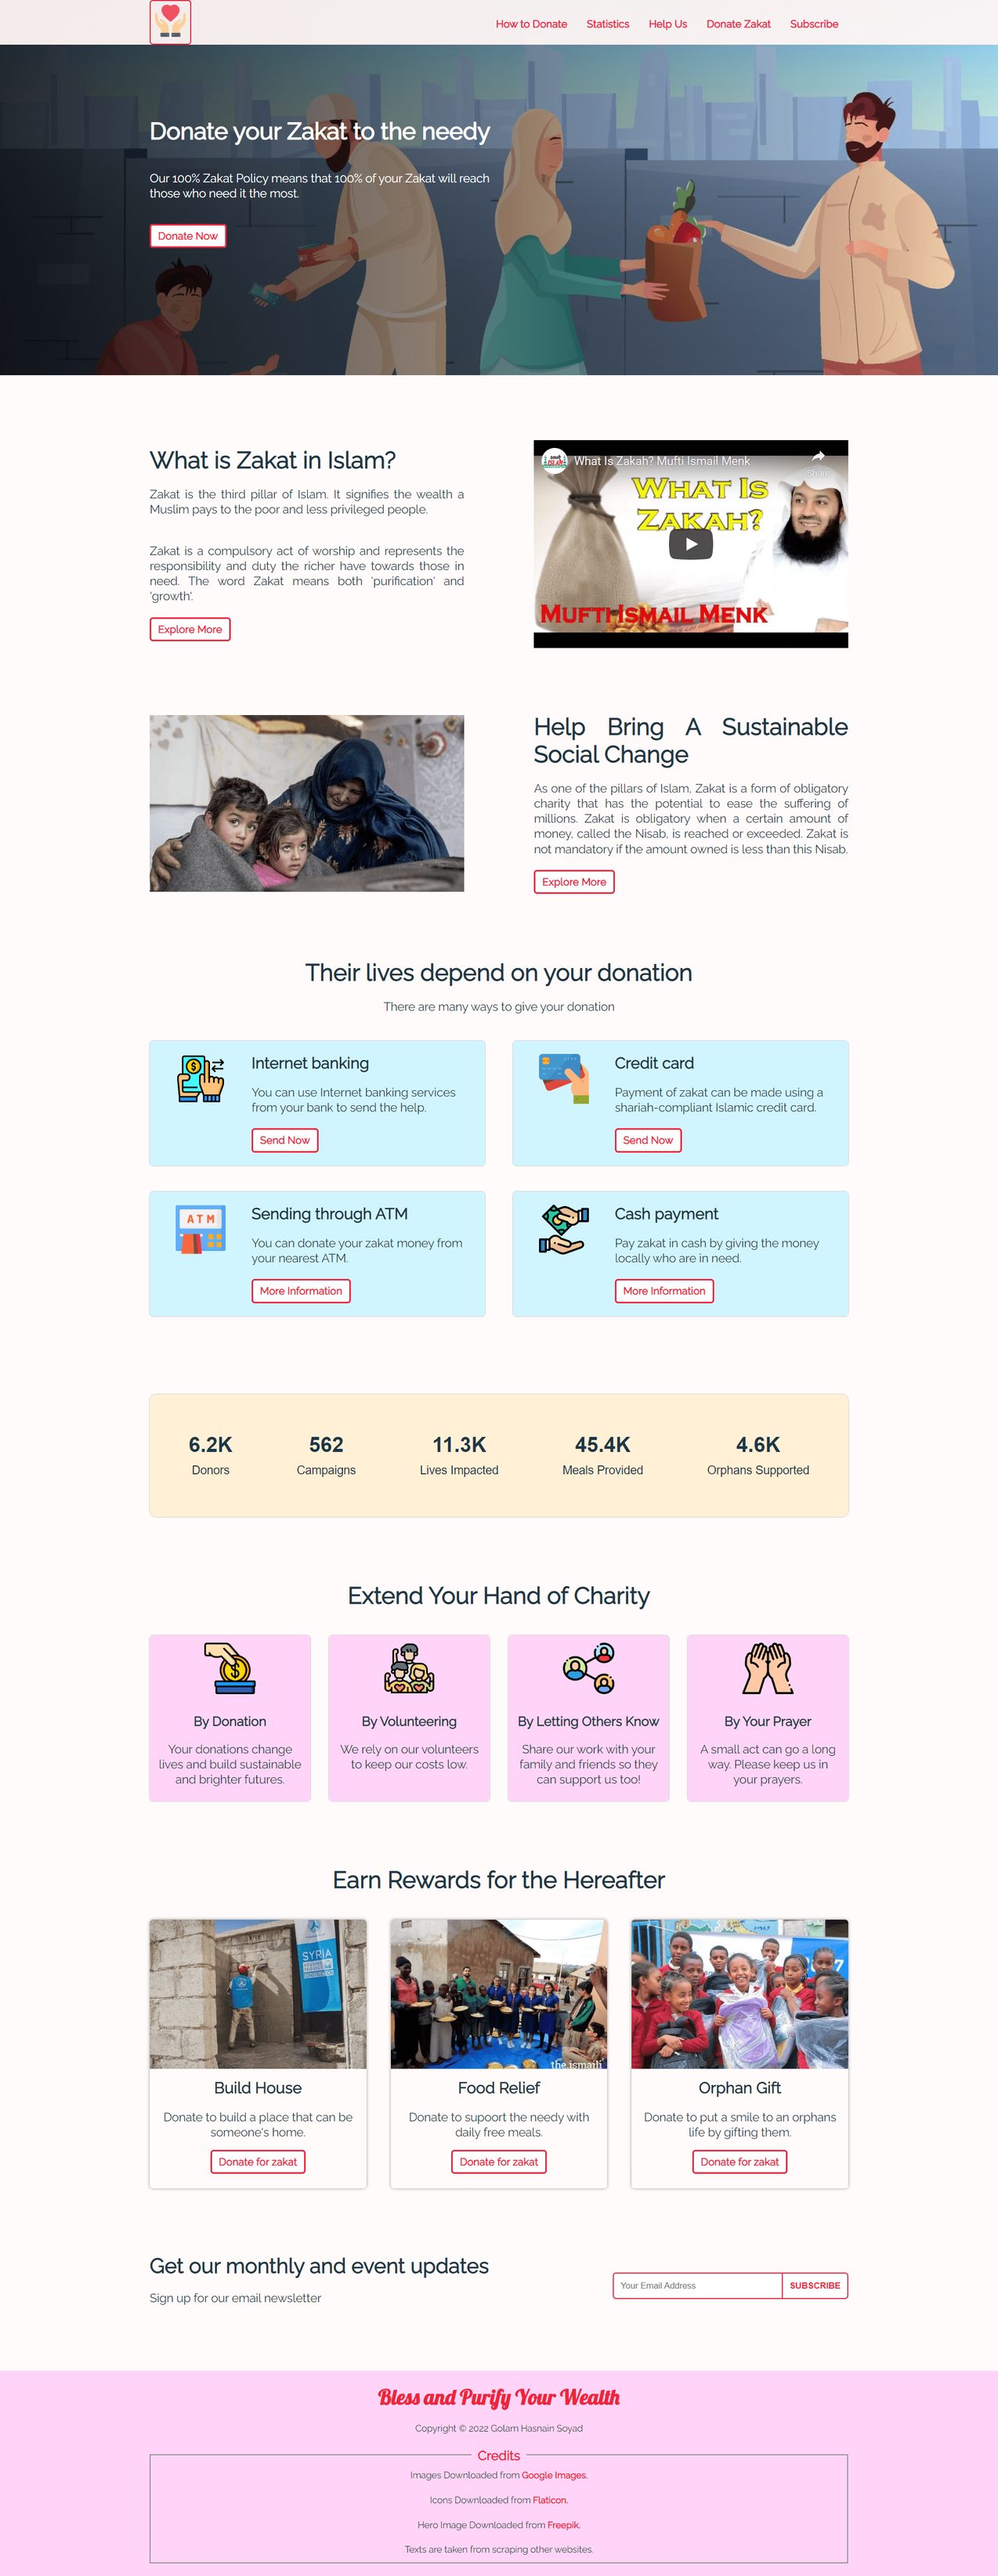 How to Donate Statistics Help Us Donate Zakat Subscribe
Donate your Zakat to the needy
Our 100% Zakat Policy means that 100% of your Zakat will reach
those who need it the most.
Donate Now
What is Zakat in Islam?
Zakat is the third pillar of Islam. It signifies the wealth a
Muslim pays to the poor and less privileged people.
Zakat is a compulsory act of worship and represents the
responsibility and duty the richer have towards those in
need. The word Zakat means both 'purification' and
'growth'.
Explore More
What Is Zakah? Mufti Ismail Menk
Share
WHAT IS
ZAKAH?
MUFTI ISMAIL MENK
Help Bring A Sustainable
Social Change
As one of the pillars of Islam, Zakat is a form of obligatory
charity that has the potential to ease the suffering of
millions. Zakat is obligatory when a certain amount of
money, called the Nisab, is reached or exceeded. Zakat is
not mandatory if the amount owned is less than this Nisab.
Explore More
Their lives depend on your donation
There are many ways to give your donation
Internet banking
You can use Internet banking services
from your bank to send the help.
Send Now
Credit card
Payment of zakat can be made using a
shariah-compliant Islamic credit card.
Send Now
ATM
Sending through ATM
You can donate your zakat money from
your nearest ATM.
More Information
Cash payment
Pay zakat in cash by giving the money
locally who are in need.
More Information
6.2K 562 11.3K 45.4K 4.6K
Donors Campaigns Lives Impacted Meals Provided Orphans Supported
Extend Your Hand of Charity
By Donation
Your donations change
lives and build sustainable
and brighter futures.
By Volunteering
We rely on our volunteers
to keep our costs low.
By Letting Others Know
Share our work with your
family and friends so they
can support us too!
By Your Prayer
A small act can go a long
way. Please keep us in
your prayers.
Earn Rewards for the Hereafter
SYRIA
Build House
Donate to build a place that can be
someone's home.
Donate for zakat
the ismaili
Food Relief
Donate to supoort the needy with
daily free meals.
Donate for zakat
Orphan Gift
Donate to put a smile to an orphans
life by gifting them.
Donate for zakat
Get our monthly and event updates
Sign up for our email newsletter
Your Email Address SUBSCRIBE
Bless and Purify Your Wealth
Copyright © 2022 Golam Hasnain Soyad
Credits
Images Downloaded from Google Images.
Icons Downloaded from Flaticon.
Hero Image Downloaded from Freepik.
Texts are taken from scraping other websites.